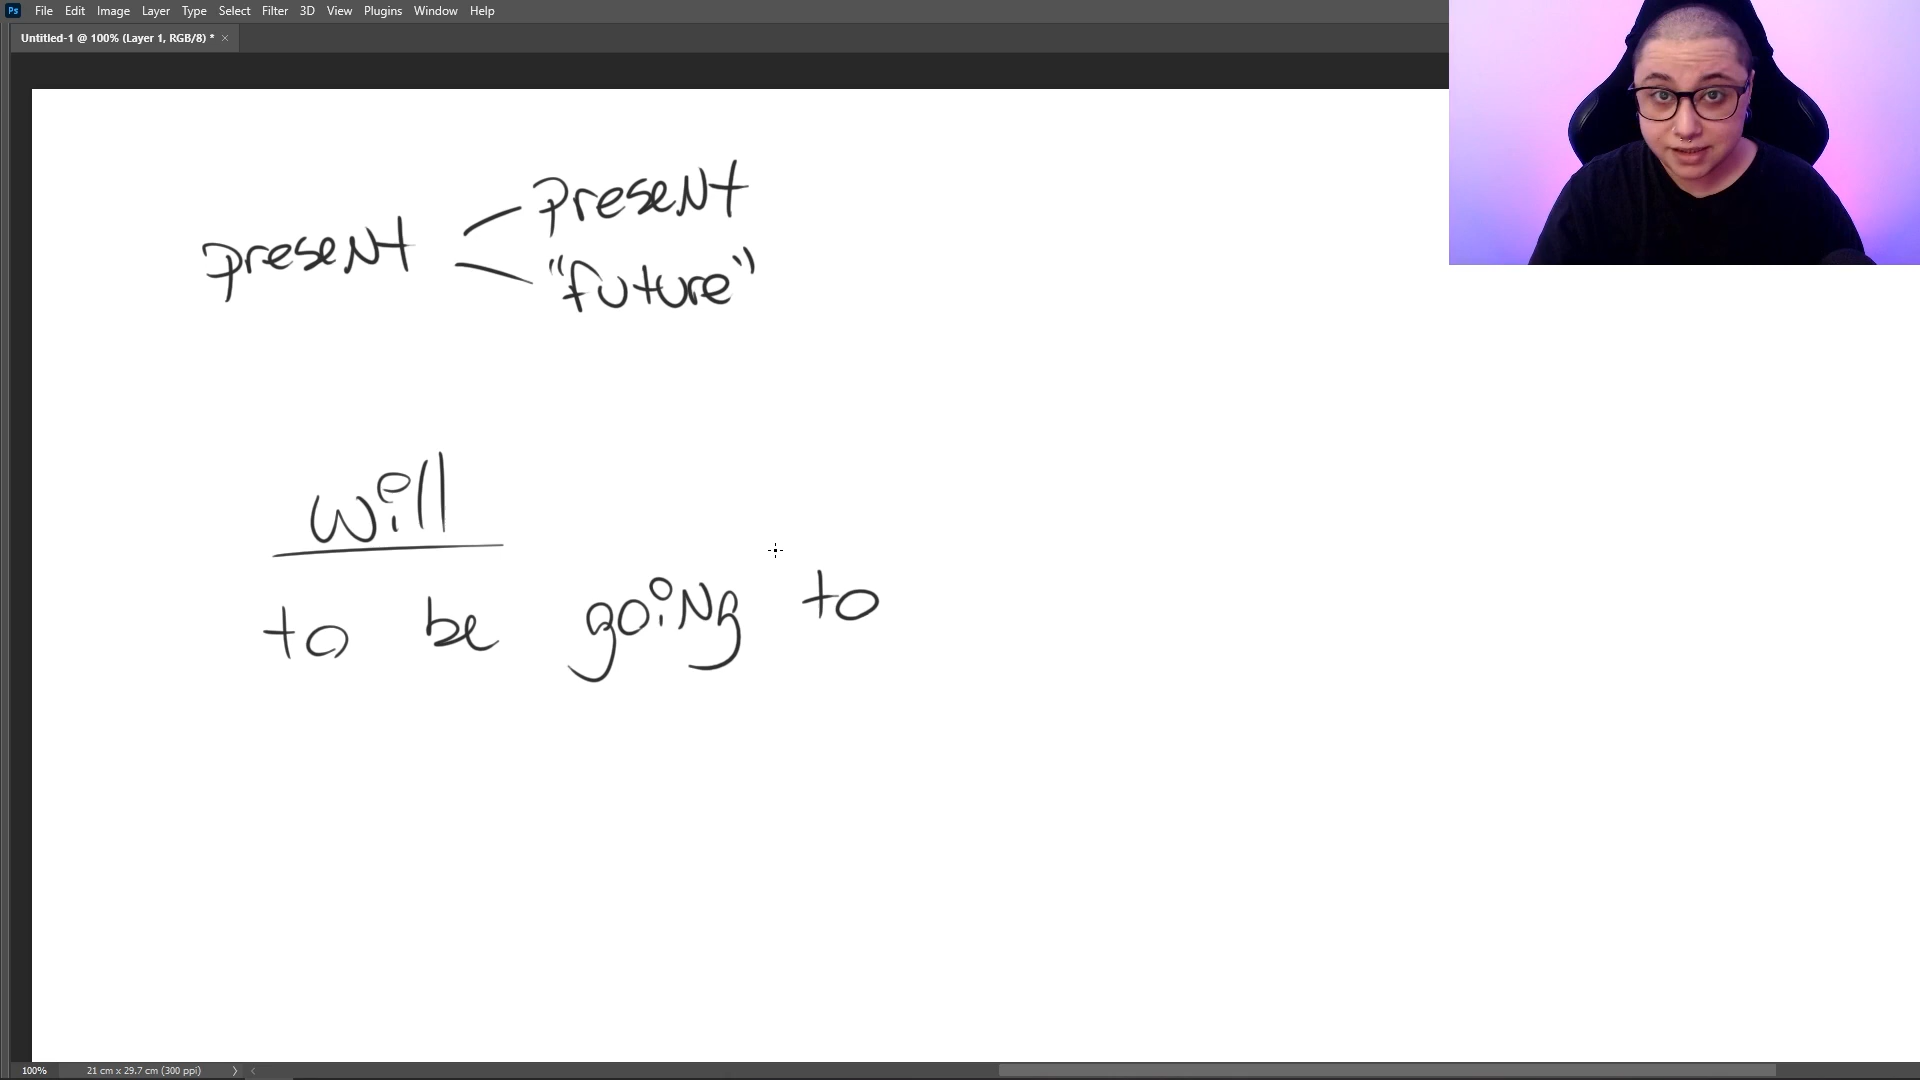 Ps File Edit Image Layer Type Select Filter 3D View Plugins Window Help
Untitled-1 @ 100% (Layer 1, RGB/8) * ×
present
present
"future"
will
to be going to
100% 21 cm x 29.7 cm (300 ppi)